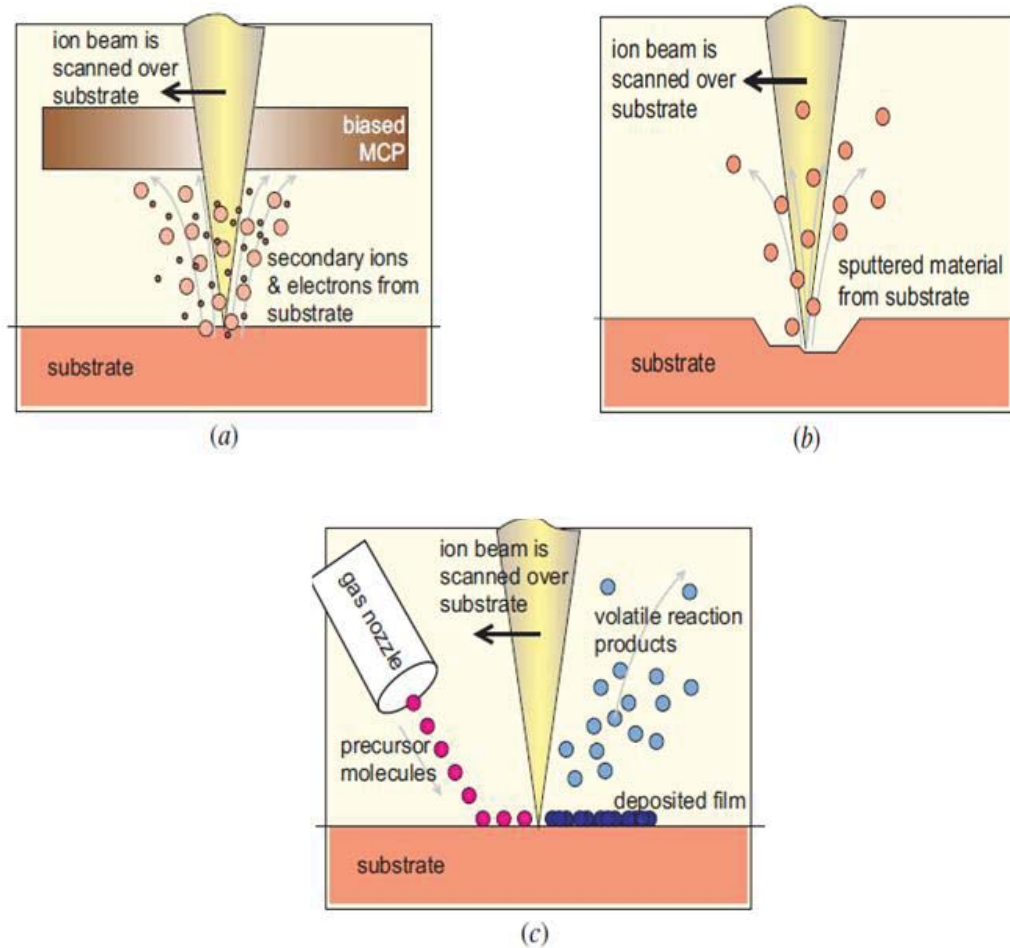 ion beam is
scanned over
substrate
biased
MCP
secondary ions
& electrons from
substrate
substrate
(a)
ion beam is
scanned over
substrate
sputtered material
from substrate
substrate
(b)
gas nozzle
ion beam is
scanned over
substrate
volatile reaction
products
precursor
molecules
deposited film
substrate
(c)